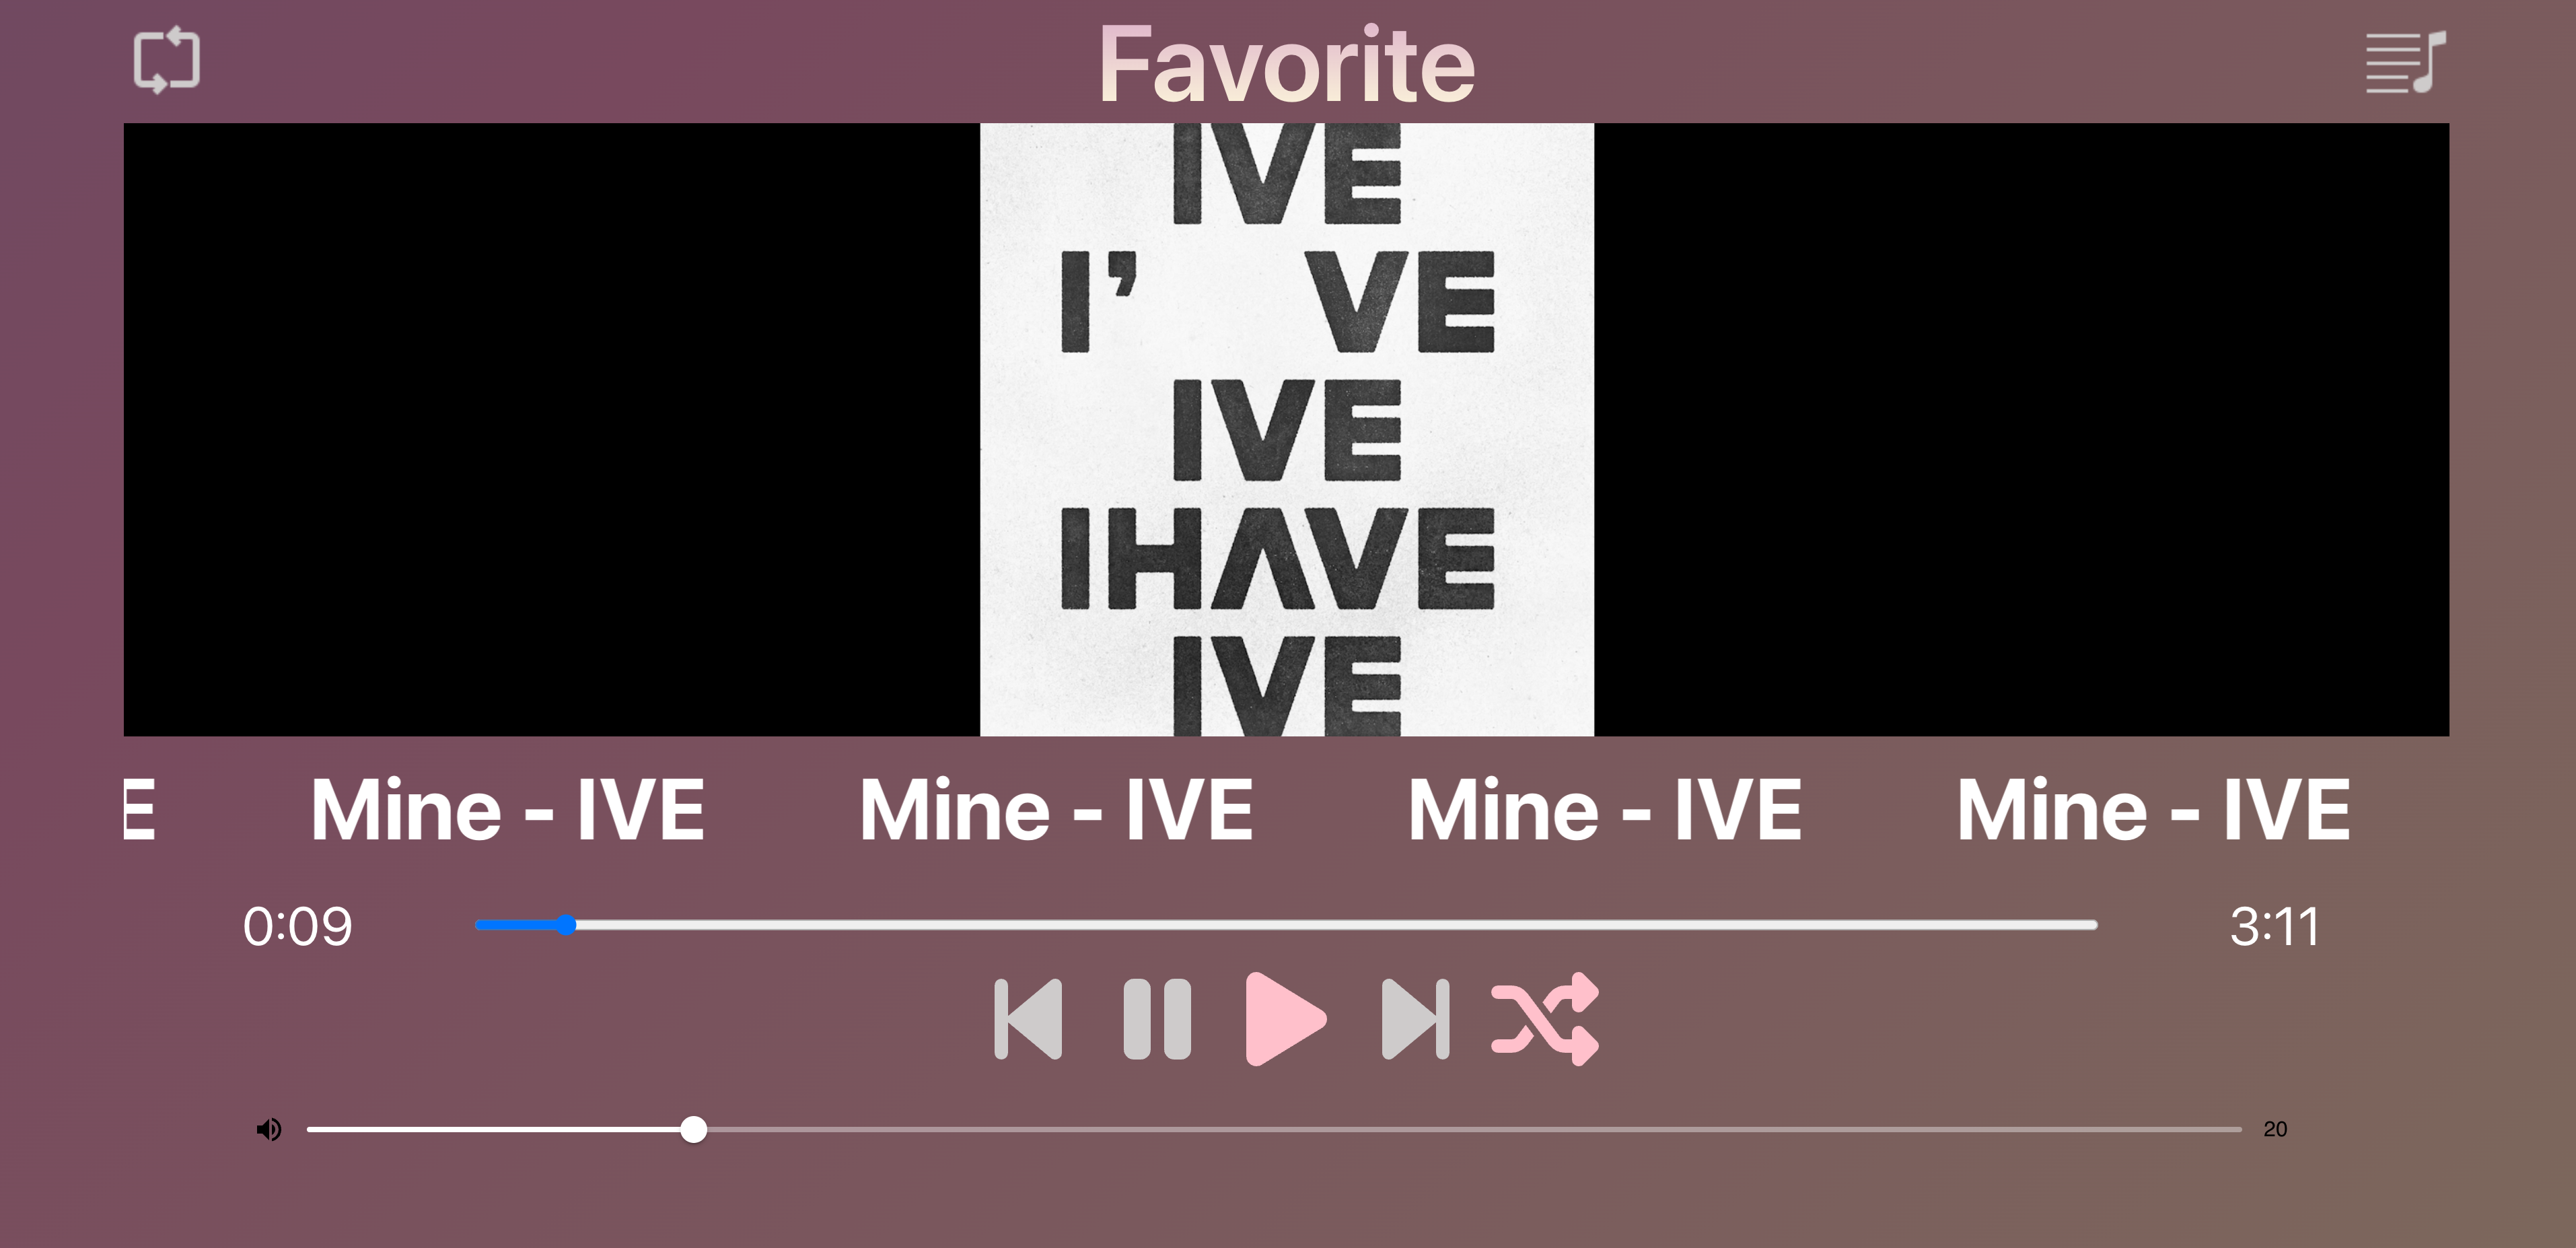 Favorite
IVE
I’ VE
IVE
IHΛVE
IVE
E Mine - IVE Mine - IVE Mine - IVE Mine - IVE
0:09 3:11
20